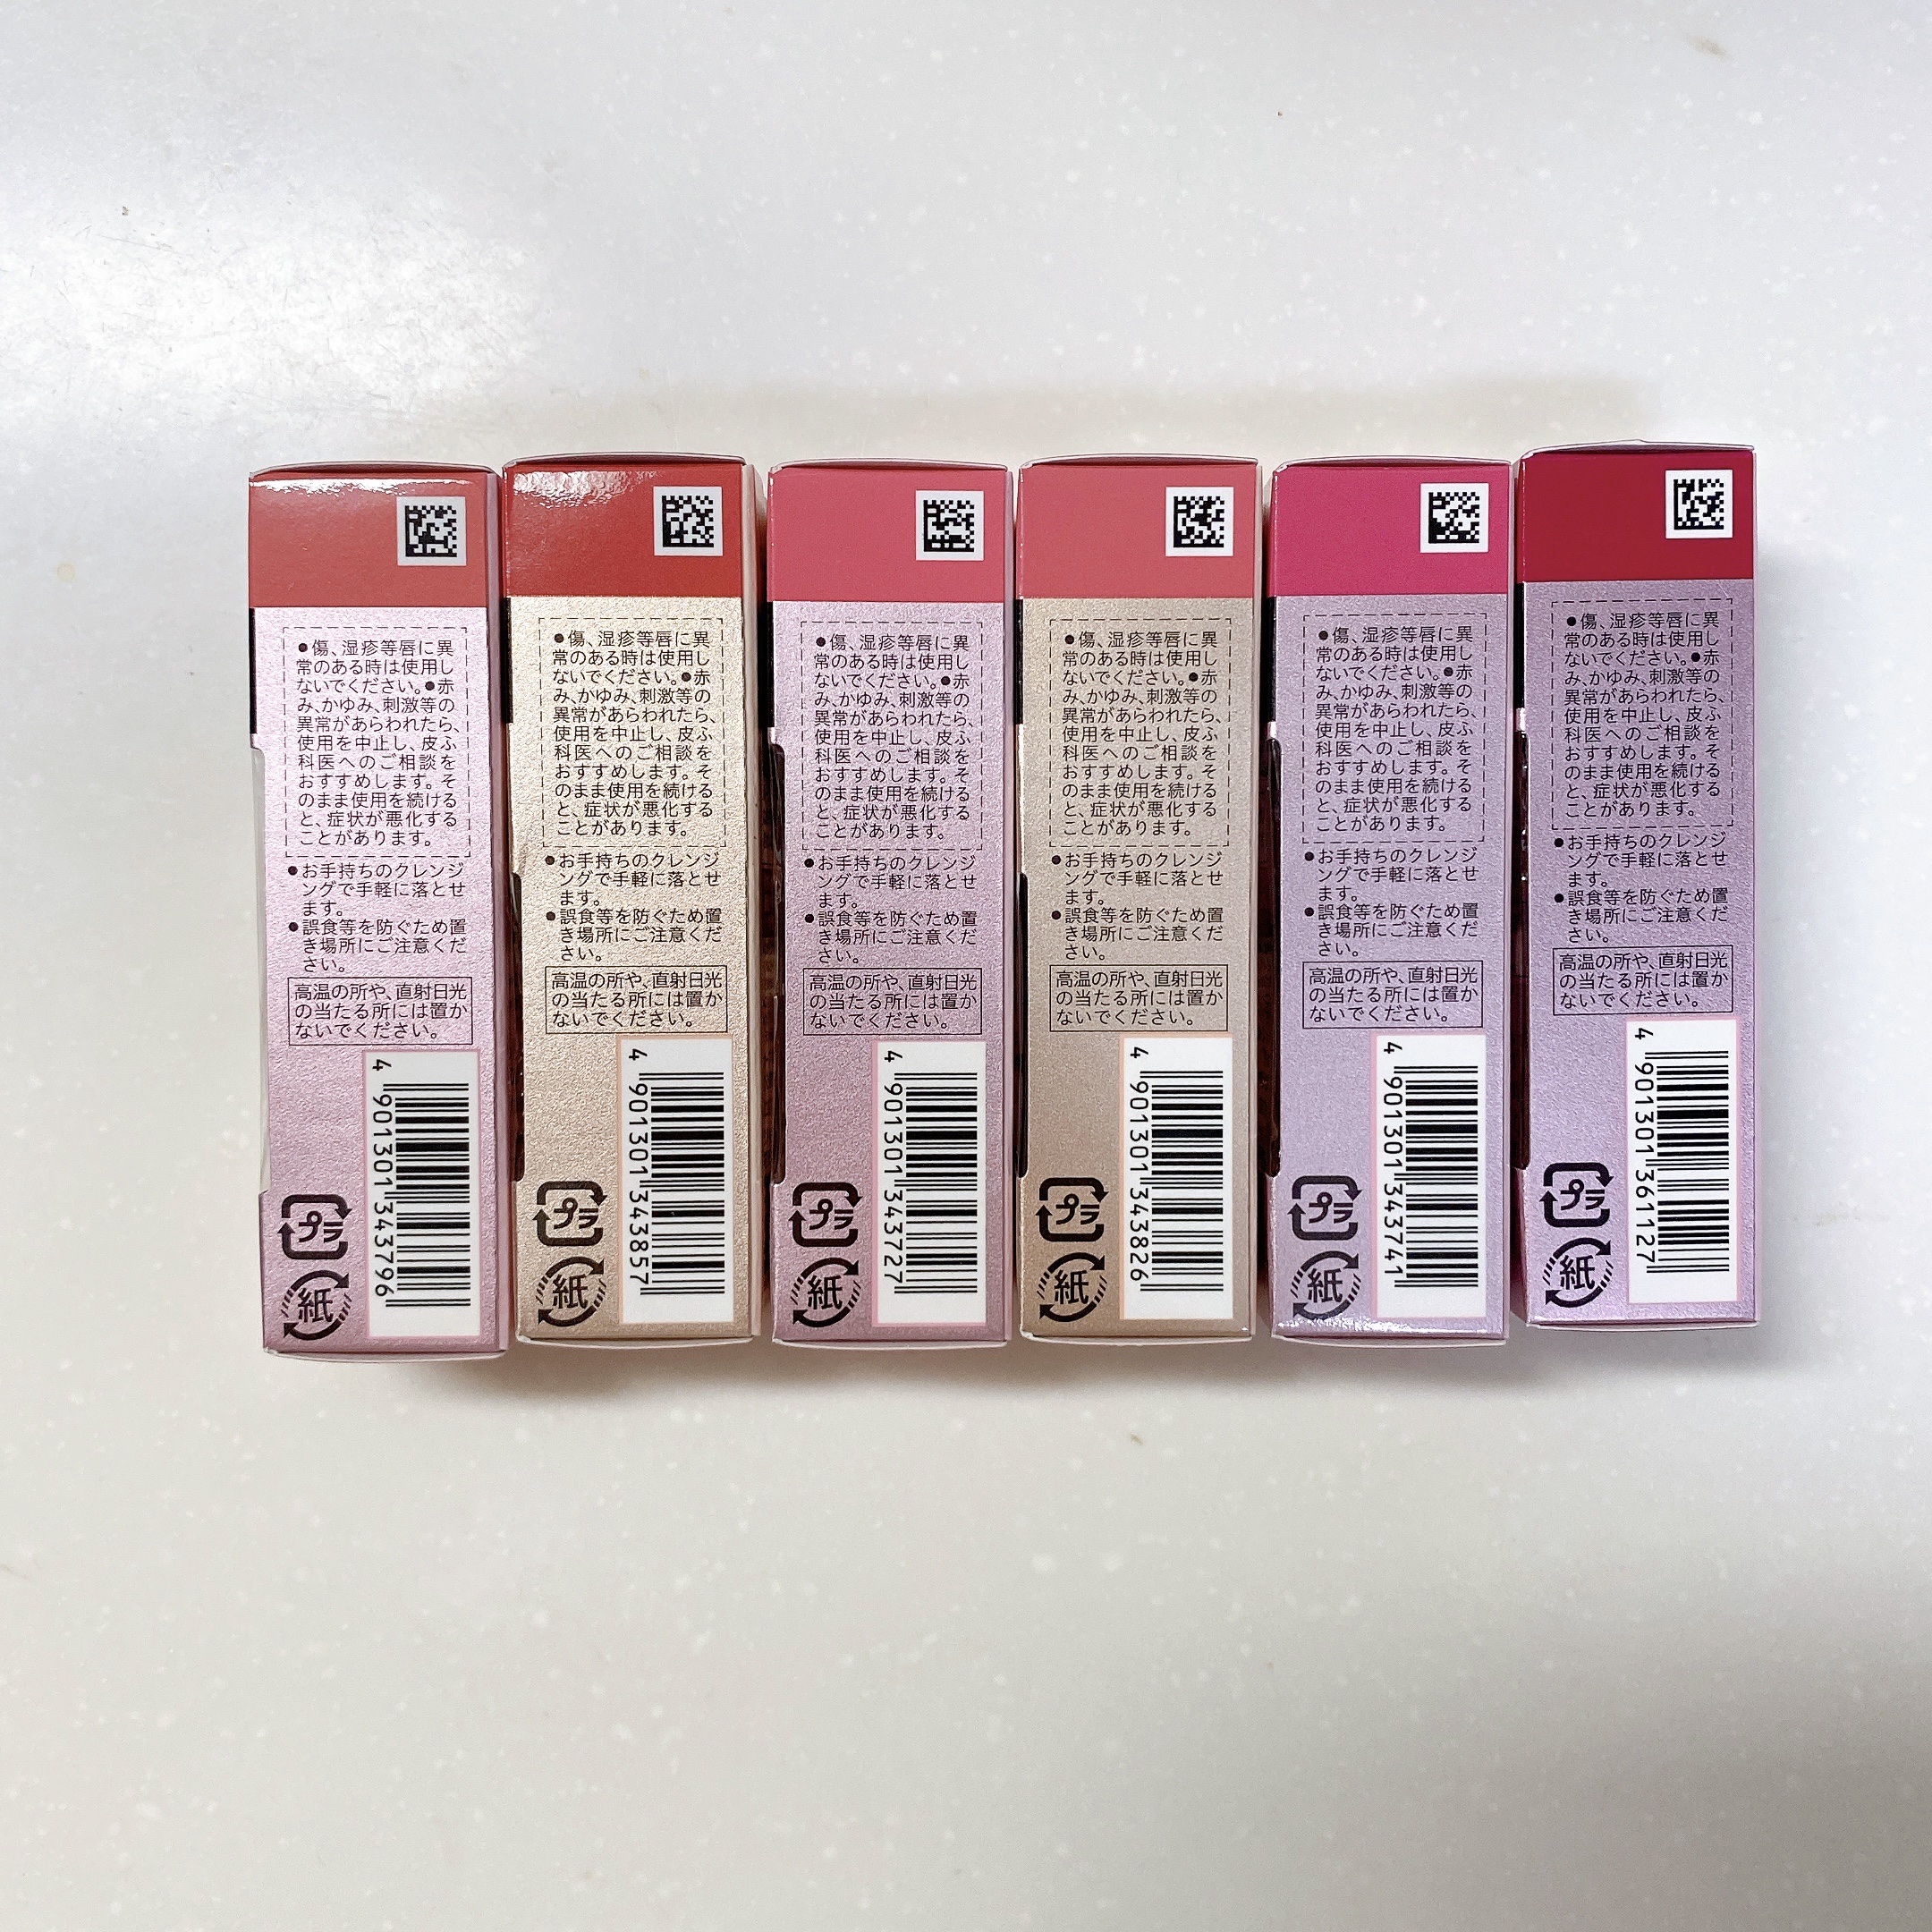 ●傷、湿疹等唇に異
常のある時は使用し
ないでください。●赤
み、かゆみ、刺激等の
異常があらわれたら、
使用を中止し、皮ふ
科医へのご相談を
おすすめします。そ
のまま使用を続ける
と、症状が悪化する
ことがあります。
●お手持ちのクレンジ
ングで手軽に落とせ
ます。
●誤食等を防ぐため置
き場所にご注意くだ
さい。
高温の所や、直射日光
の当たる所には置か
ないでください。
4 901301 343796
プラ
紙
●傷、湿疹等唇に異
常のある時は使用し
ないでください。●赤
み、かゆみ、刺激等の
異常があらわれたら、
使用を中止し、皮ふ
科医へのご相談を
おすすめします。そ
のまま使用を続ける
と、症状が悪化する
ことがあります。
●お手持ちのクレンジ
ングで手軽に落とせ
ます。
●誤食等を防ぐため置
き場所にご注意くだ
さい。
高温の所や、直射日光
の当たる所には置か
ないでください。
4 901301 343857
プラ
紙
●傷、湿疹等唇に異
常のある時は使用し
ないでください。●赤
み、かゆみ、刺激等の
異常があらわれたら、
使用を中止し、皮ふ
科医へのご相談を
おすすめします。そ
のまま使用を続ける
と、症状が悪化する
ことがあります。
●お手持ちのクレンジ
ングで手軽に落とせ
ます。
●誤食等を防ぐため置
き場所にご注意くだ
さい。
高温の所や、直射日光
の当たる所には置か
ないでください。
4 901301 343727
プラ
紙
●傷、湿疹等唇に異
常のある時は使用し
ないでください。●赤
み、かゆみ、刺激等の
異常があらわれたら、
使用を中止し、皮ふ
科医へのご相談を
おすすめします。そ
のまま使用を続ける
と、症状が悪化する
ことがあります。
●お手持ちのクレンジ
ングで手軽に落とせ
ます。
●誤食等を防ぐため置
き場所にご注意くだ
さい。
高温の所や、直射日光
の当たる所には置か
ないでください。
4 901301 343826
プラ
紙
●傷、湿疹等唇に異
常のある時は使用し
ないでください。●赤
み、かゆみ、刺激等の
異常があらわれたら、
使用を中止し、皮ふ
科医へのご相談を
おすすめします。そ
のまま使用を続ける
と、症状が悪化する
ことがあります。
●お手持ちのクレンジ
ングで手軽に落とせ
ます。
●誤食等を防ぐため置
き場所にご注意くだ
さい。
高温の所や、直射日光
の当たる所には置か
ないでください。
4 901301 343741
プラ
紙
●傷、湿疹等唇に異
常のある時は使用し
ないでください。●赤
み、かゆみ、刺激等の
異常があらわれたら、
使用を中止し、皮ふ
科医へのご相談を
おすすめします。そ
のまま使用を続ける
と、症状が悪化する
ことがあります。
●お手持ちのクレンジ
ングで手軽に落とせ
ます。
●誤食等を防ぐため置
き場所にご注意くだ
さい。
高温の所や、直射日光
の当たる所には置か
ないでください。
4 901301 361127
プラ
紙